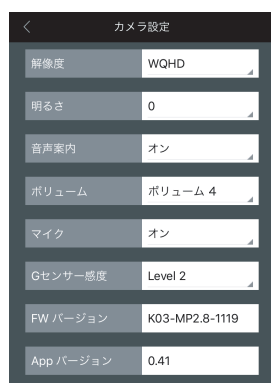 カメラ設定
解像度 WQHD
明るさ 0
音声案内 オン
ボリューム ボリューム 4
マイク オン
Gセンサー感度 Level 2
FW バージョン K03-MP2.8-1119
App バージョン 0.41